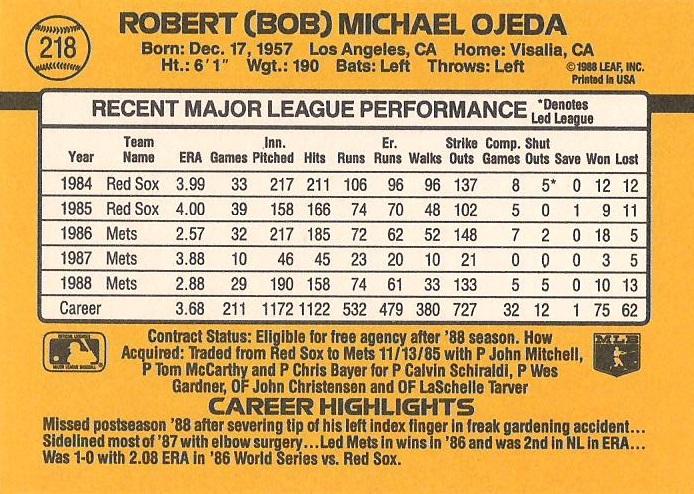 218
ROBERT (BOB) MICHAEL OJEDA
Born: Dec. 17, 1957 Los Angeles, CA Home: Visalia, CA
Ht.: 6'1" Wgt.: 190 Bats: Left Throws: Left
©1988 LEAF, INC.
Printed in USA
RECENT MAJOR LEAGUE PERFORMANCE *Denotes Led League
Year Team Name ERA Games Inn. Pitched Hits Runs Er. Runs Walks Strike Outs Comp. Games Shut Outs Save Won Lost
1984 Red Sox 3.99 33 217 211 106 96 96 137 8 5* 0 12 12
1985 Red Sox 4.00 39 158 166 74 70 48 102 5 0 1 9 11
1986 Mets 2.57 32 217 185 72 62 52 148 7 2 0 18 5
1987 Mets 3.88 10 46 45 23 20 10 21 0 0 0 3 5
1988 Mets 2.88 29 190 158 74 61 33 133 5 5 0 10 13
Career 3.68 211 1172 1122 532 479 380 727 32 12 1 75 62
Contract Status: Eligible for free agency after '88 season. How
Acquired: Traded from Red Sox to Mets 11/13/85 with P John Mitchell,
P Tom McCarthy and P Chris Bayer for P Calvin Schiraldi, P Wes
Gardner, OF John Christensen and OF LaSchelle Tarver
MLB
CAREER HIGHLIGHTS
Missed postseason '88 after severing tip of his left index finger in freak gardening accident...
Sidelined most of '87 with elbow surgery...Led Mets in wins in '86 and was 2nd in NL in ERA...
Was 1-0 with 2.08 ERA in '86 World Series vs. Red Sox.